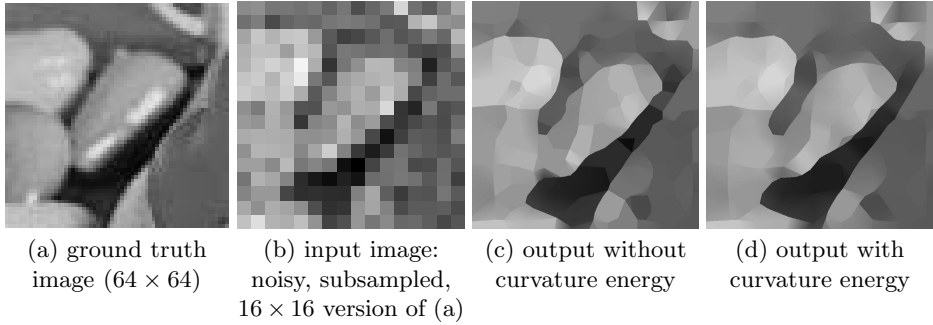 (a) ground truth
image (64 × 64)
(b) input image:
noisy, subsampled,
16 × 16 version of (a)
(c) output without
curvature energy
(d) output with
curvature energy